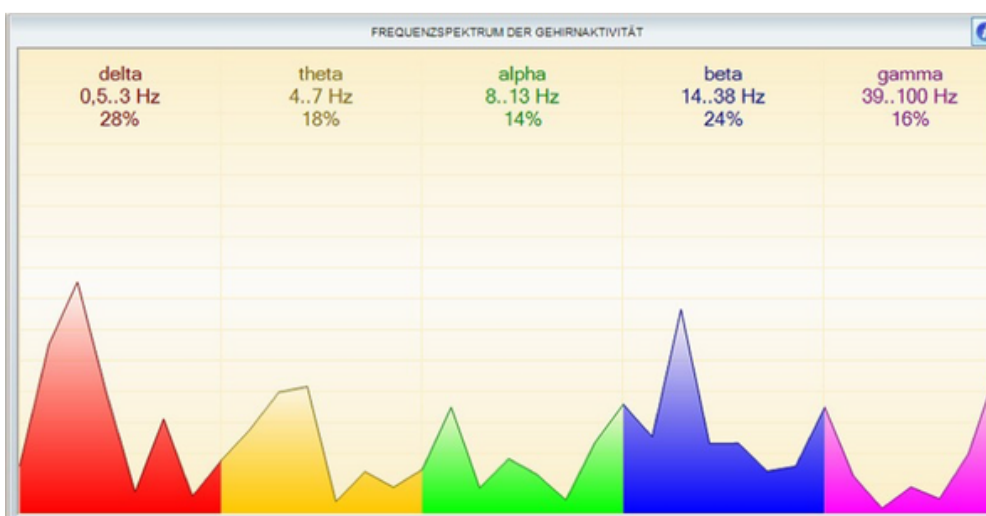 FREQUENZSPEKTRUM DER GEHIRNAKTIVITÄT
delta
0,5..3 Hz
28%
theta
4..7 Hz
18%
alpha
8..13 Hz
14%
beta
14..38 Hz
24%
gamma
39..100 Hz
16%